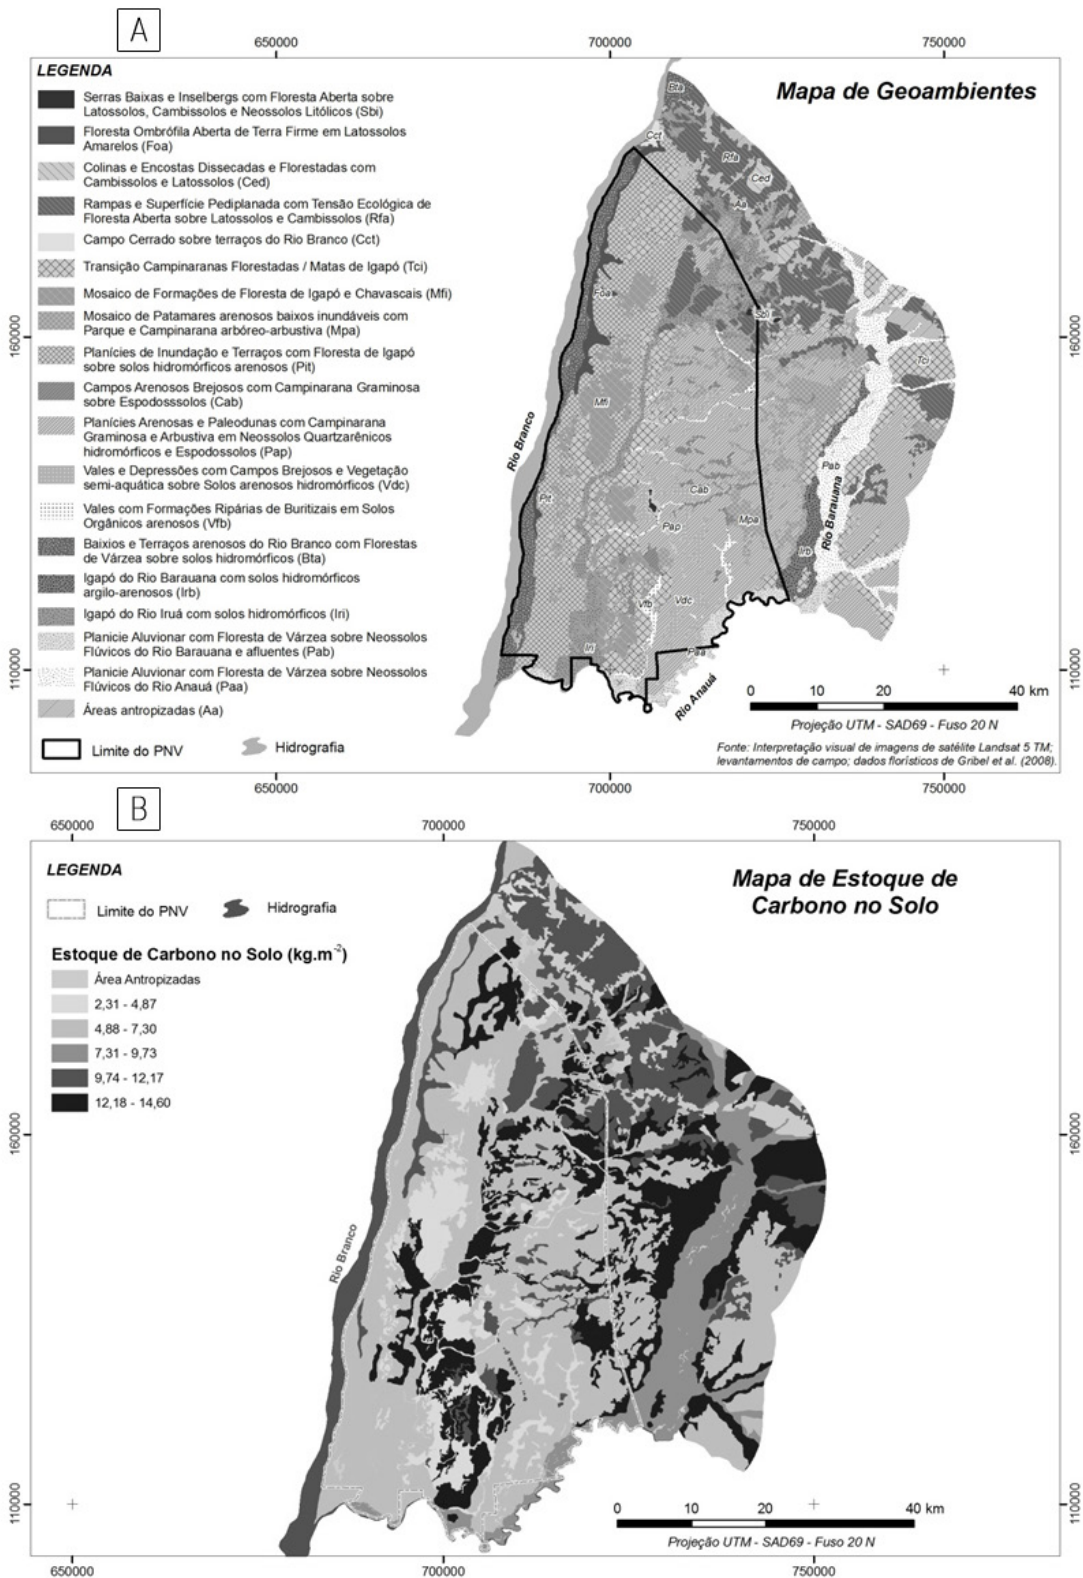 A
650000 700000 750000
LEGENDA
Mapa de Geoambientes
Serras Baixas e Inselbergs com Floresta Aberta sobre
Latossolos, Cambissolos e Neossolos Litólicos (Sbi)
Floresta Ombrófila Aberta de Terra Firme em Latossolos
Amarelos (Foa)
Colinas e Encostas Dissecadas e Florestadas com
Cambissolos e Latossolos (Ced)
Rampas e Superfície Pediplanada com Tensão Ecológica de
Floresta Aberta sobre Latossolos e Cambissolos (Rfa)
Campo Cerrado sobre terraços do Rio Branco (Cct)
Transição Campinaranas Florestadas / Matas de Igapó (Tci)
Mosaico de Formações de Floresta de Igapó e Chavascais (Mfi)
Mosaico de Patamares arenosos baixos inundáveis com
Parque e Campinarana arbóreo-arbustiva (Mpa)
Planícies de Inundação e Terraços com Floresta de Igapó
sobre solos hidromórficos arenosos (Pit)
Campos Arenosos Brejosos com Campinarana Graminosa
sobre Espodosssolos (Cab)
Planícies Arenosas e Paleodunas com Campinarana
Graminosa e Arbustiva em Neossolos Quartzarênicos
hidromórficos e Espodossolos (Pap)
Vales e Depressões com Campos Brejosos e Vegetação
semi-aquática sobre Solos arenosos hidromórficos (Vdc)
Vales com Formações Ripárias de Buritizais em Solos
Orgânicos arenosos (Vfb)
Baixios e Terraços arenosos do Rio Branco com Florestas
de Várzea sobre solos hidromórficos (Bta)
Igapó do Rio Barauana com solos hidromórficos
argilo-arenosos (Irb)
Igapó do Rio Iruá com solos hidromórficos (Iri)
Planicie Aluvionar com Floresta de Várzea sobre Neossolos
Flúvicos do Rio Barauana e afluentes (Pab)
Planicie Aluvionar com Floresta de Várzea sobre Neossolos
Flúvicos do Rio Anauá (Paa)
Áreas antropizadas (Aa)
Limite do PNV
Hidrografia
Bta
Cct
Rfa
Ced
Aa
Foa
Sbi
Tci
Mfi
Rio Branco
Pab
Rio Barauana
Pit
Cab
Pap
Mpa
Irb
Vfb
Vdc
Iri
Paa
Rio Anauá
160000
110000
160000
110000
0 10 20 40 km
Projeção UTM - SAD69 - Fuso 20 N
Fonte: Interpretação visual de imagens de satélite Landsat 5 TM;
levantamentos de campo; dados florísticos de Gribel et al. (2008).
650000 700000 750000
B
650000 700000 750000
LEGENDA
Mapa de Estoque de
Carbono no Solo
Limite do PNV
Hidrografia
Estoque de Carbono no Solo (kg.m-2)
Área Antropizadas
2,31 - 4,87
4,88 - 7,30
7,31 - 9,73
9,74 - 12,17
12,18 - 14,60
160000
110000
160000
110000
Rio Branco
0 10 20 40 km
Projeção UTM - SAD69 - Fuso 20 N
650000 700000 750000